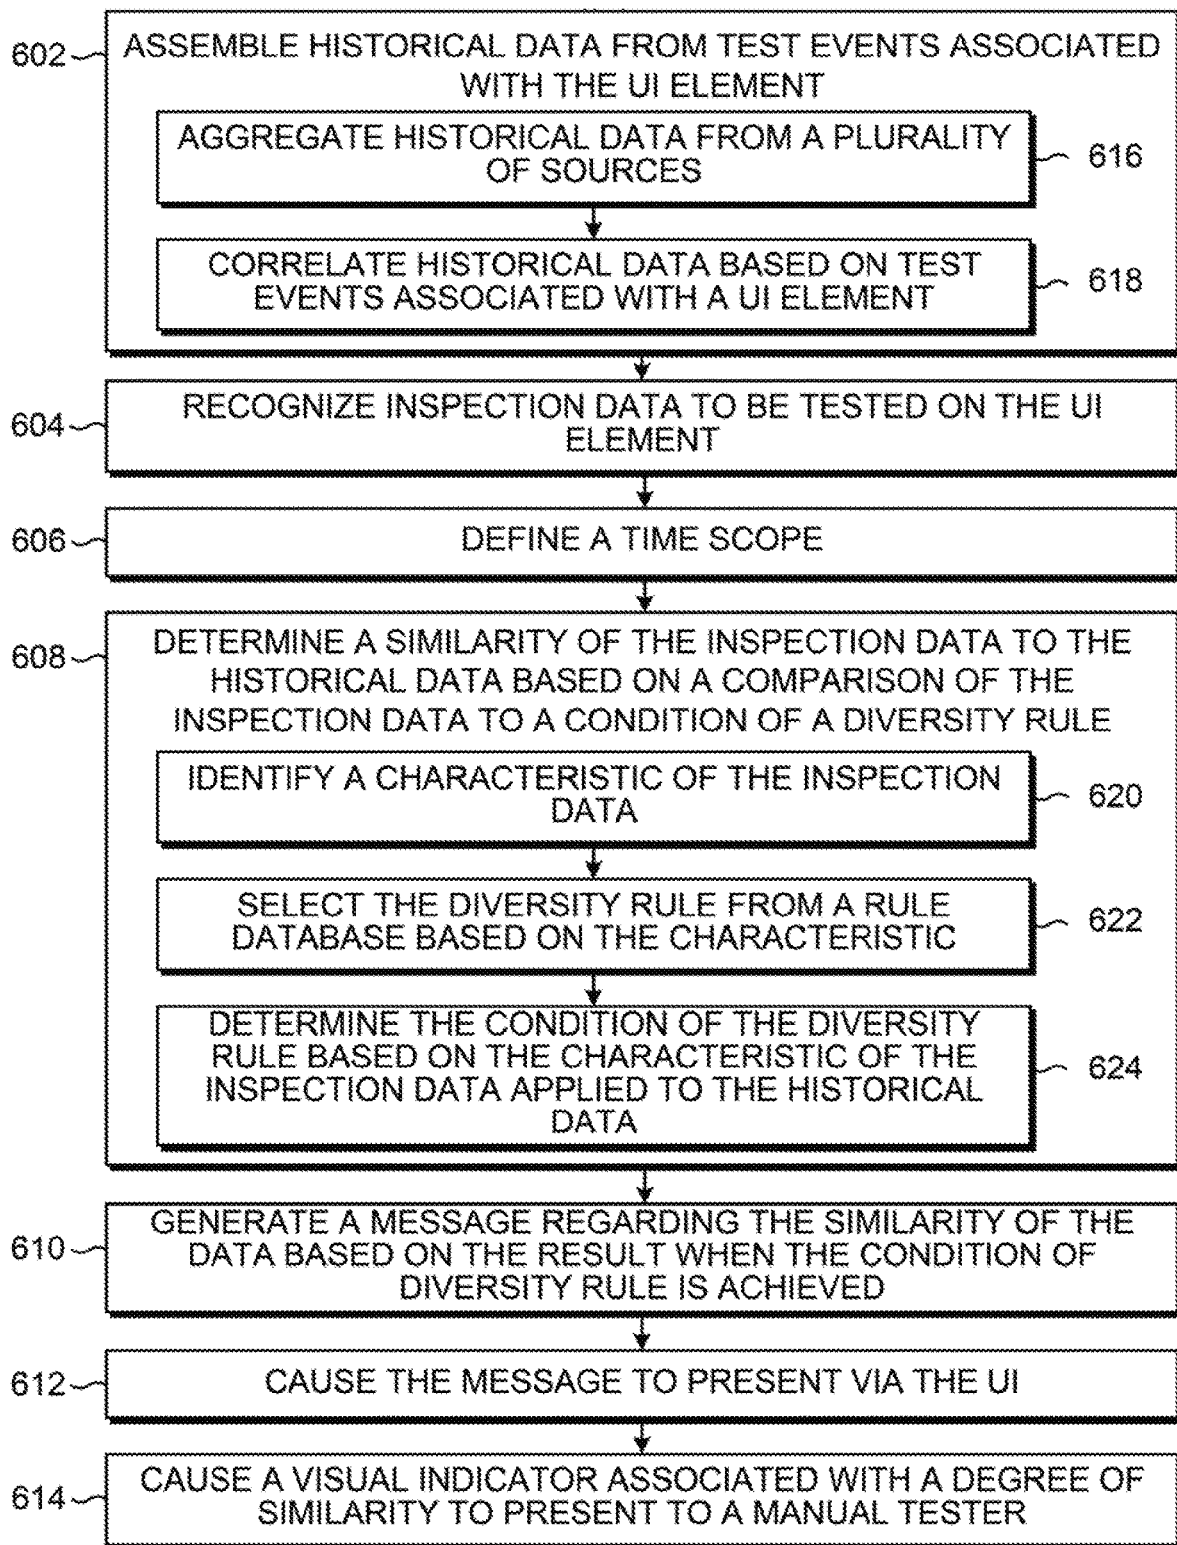 602
ASSEMBLE HISTORICAL DATA FROM TEST EVENTS ASSOCIATED
WITH THE UI ELEMENT
AGGREGATE HISTORICAL DATA FROM A PLURALITY
OF SOURCES
616
CORRELATE HISTORICAL DATA BASED ON TEST
EVENTS ASSOCIATED WITH A UI ELEMENT
618
604
RECOGNIZE INSPECTION DATA TO BE TESTED ON THE UI
ELEMENT
606
DEFINE A TIME SCOPE
608
DETERMINE A SIMILARITY OF THE INSPECTION DATA TO THE
HISTORICAL DATA BASED ON A COMPARISON OF THE
INSPECTION DATA TO A CONDITION OF A DIVERSITY RULE
IDENTIFY A CHARACTERISTIC OF THE INSPECTION
DATA
620
SELECT THE DIVERSITY RULE FROM A RULE
DATABASE BASED ON THE CHARACTERISTIC
622
DETERMINE THE CONDITION OF THE DIVERSITY
RULE BASED ON THE CHARACTERISTIC OF THE
INSPECTION DATA APPLIED TO THE HISTORICAL
DATA
624
610
GENERATE A MESSAGE REGARDING THE SIMILARITY OF THE
DATA BASED ON THE RESULT WHEN THE CONDITION OF
DIVERSITY RULE IS ACHIEVED
612
CAUSE THE MESSAGE TO PRESENT VIA THE UI
614
CAUSE A VISUAL INDICATOR ASSOCIATED WITH A DEGREE OF
SIMILARITY TO PRESENT TO A MANUAL TESTER